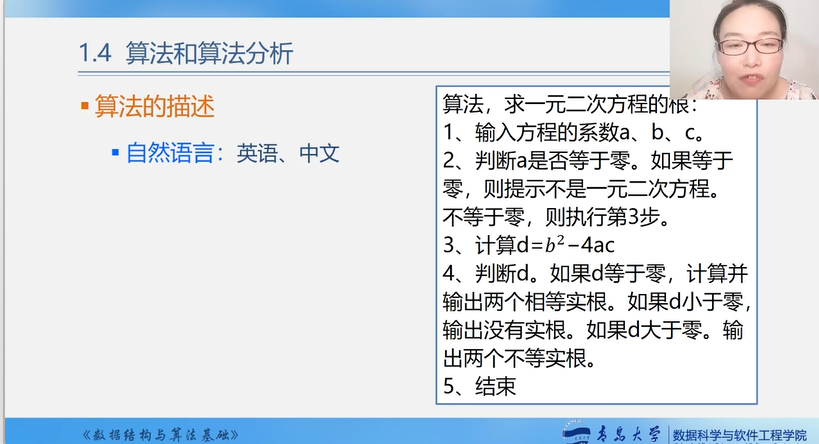 1.4 算法和算法分析
算法的描述
自然语言：英语、中文
算法，求一元二次方程的根：
1、输入方程的系数a、b、c。
2、判断a是否等于零。如果等于
零，则提示不是一元二次方程。
不等于零，则执行第3步。
3、计算d=b²−4ac
4、判断d。如果d等于零，计算并
输出两个相等实根。如果d小于零，
输出没有实根。如果d大于零。输
出两个不等实根。
5、结束
《数据结构与算法基础》
青岛大学
数据科学与软件工程学院